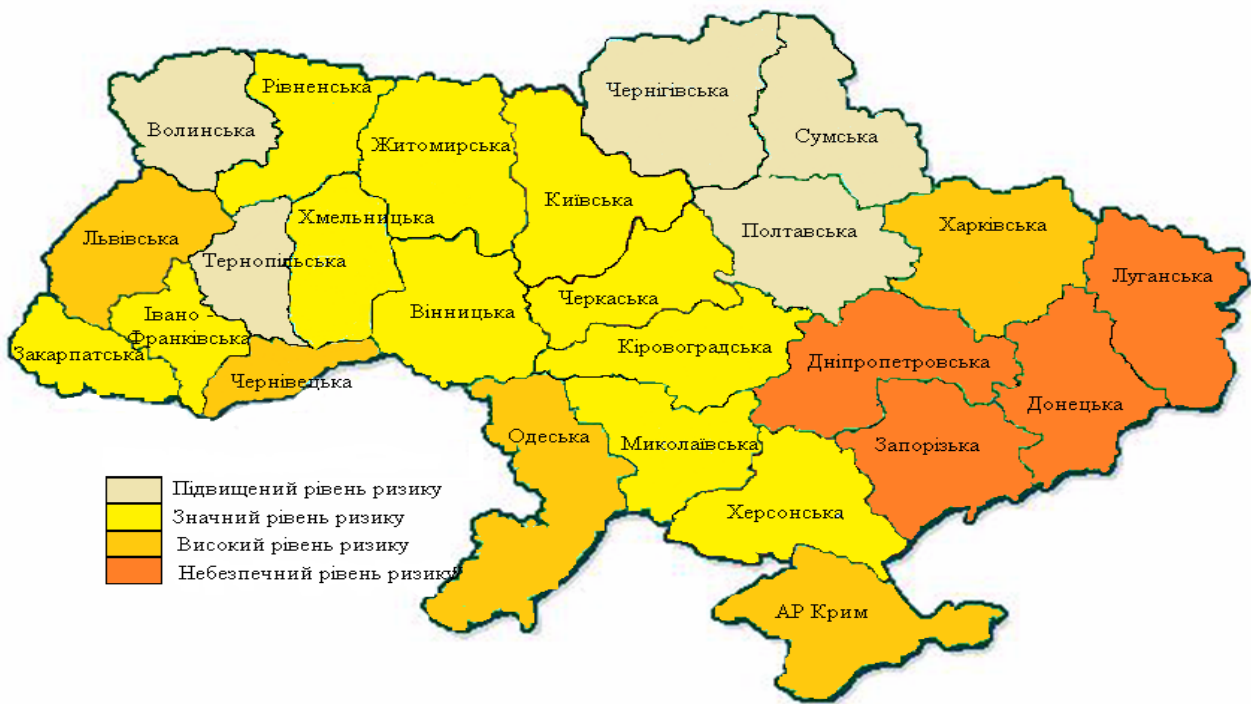 Рівненська
Чернігівська
Волинська
Житомирська
Сумська
Київська
Хмельницька
Львівська
Полтавська
Харківська
Тернопільська
Луганська
Черкаська
Івано -
Франківська
Вінницька
Закарпатська
Кіровоградська
Дніпропетровська
Чернівецька
Донецька
Одеська
Миколаївська
Запорізька
Херсонська
АР Крим
Підвищений рівень ризику
Значний рівень ризику
Високий рівень ризику
Небезпечний рівень ризику